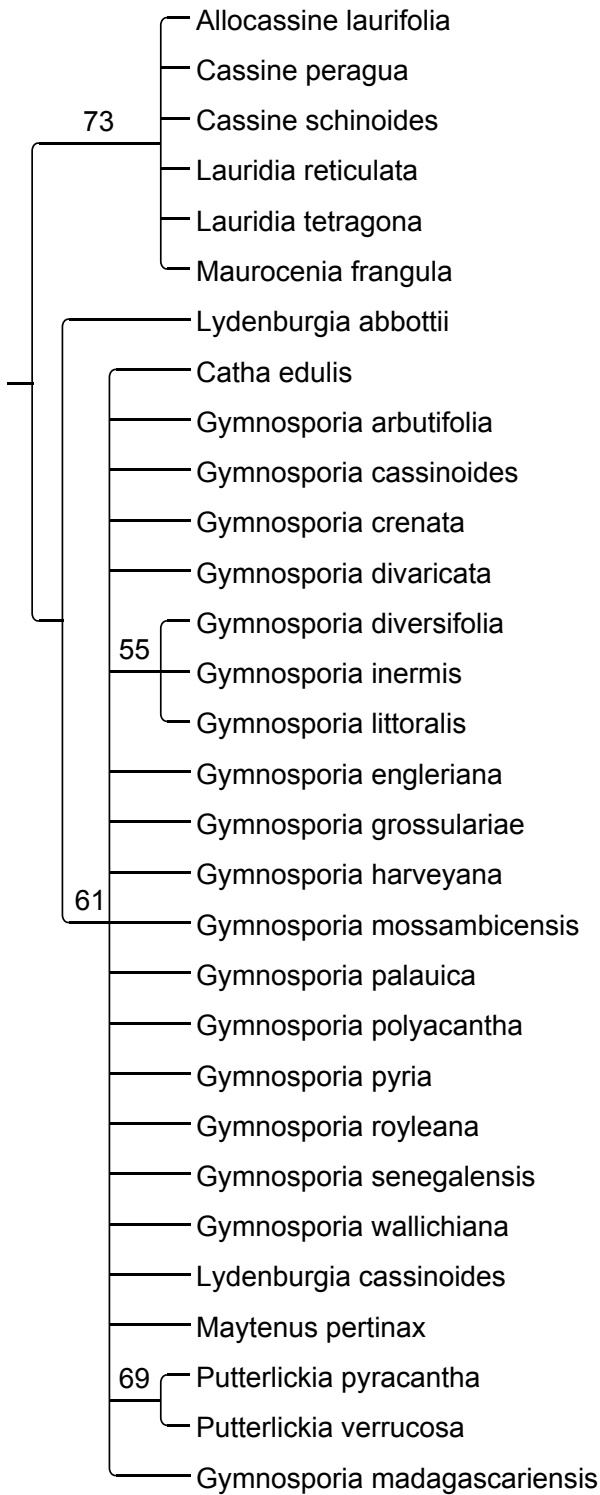 Allocassine laurifolia
Cassine peragua
73
Cassine schinoides
Lauridia reticulata
Lauridia tetragona
Maurocenia frangula
Lydenburgia abbottii
Catha edulis
Gymnosporia arbutifolia
Gymnosporia cassinoides
Gymnosporia crenata
Gymnosporia divaricata
Gymnosporia diversifolia
55
Gymnosporia inermis
Gymnosporia littoralis
Gymnosporia engleriana
Gymnosporia grossulariae
Gymnosporia harveyana
61
Gymnosporia mossambicensis
Gymnosporia palauica
Gymnosporia polyacantha
Gymnosporia pyria
Gymnosporia royleana
Gymnosporia senegalensis
Gymnosporia wallichiana
Lydenburgia cassinoides
Maytenus pertinax
69
Putterlickia pyracantha
Putterlickia verrucosa
Gymnosporia madagascariensis